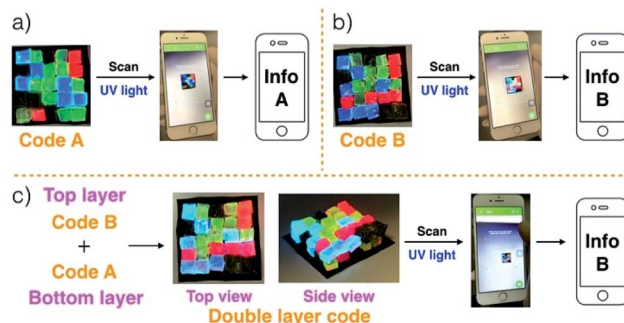 a)
Scan
UV light
Info
A
Code A
b)
Scan
UV light
Info
B
Code B
c)
Top layer
Code B
+
Code A
Bottom layer
Top view
Side view
Double layer code
Scan
UV light
Info
B